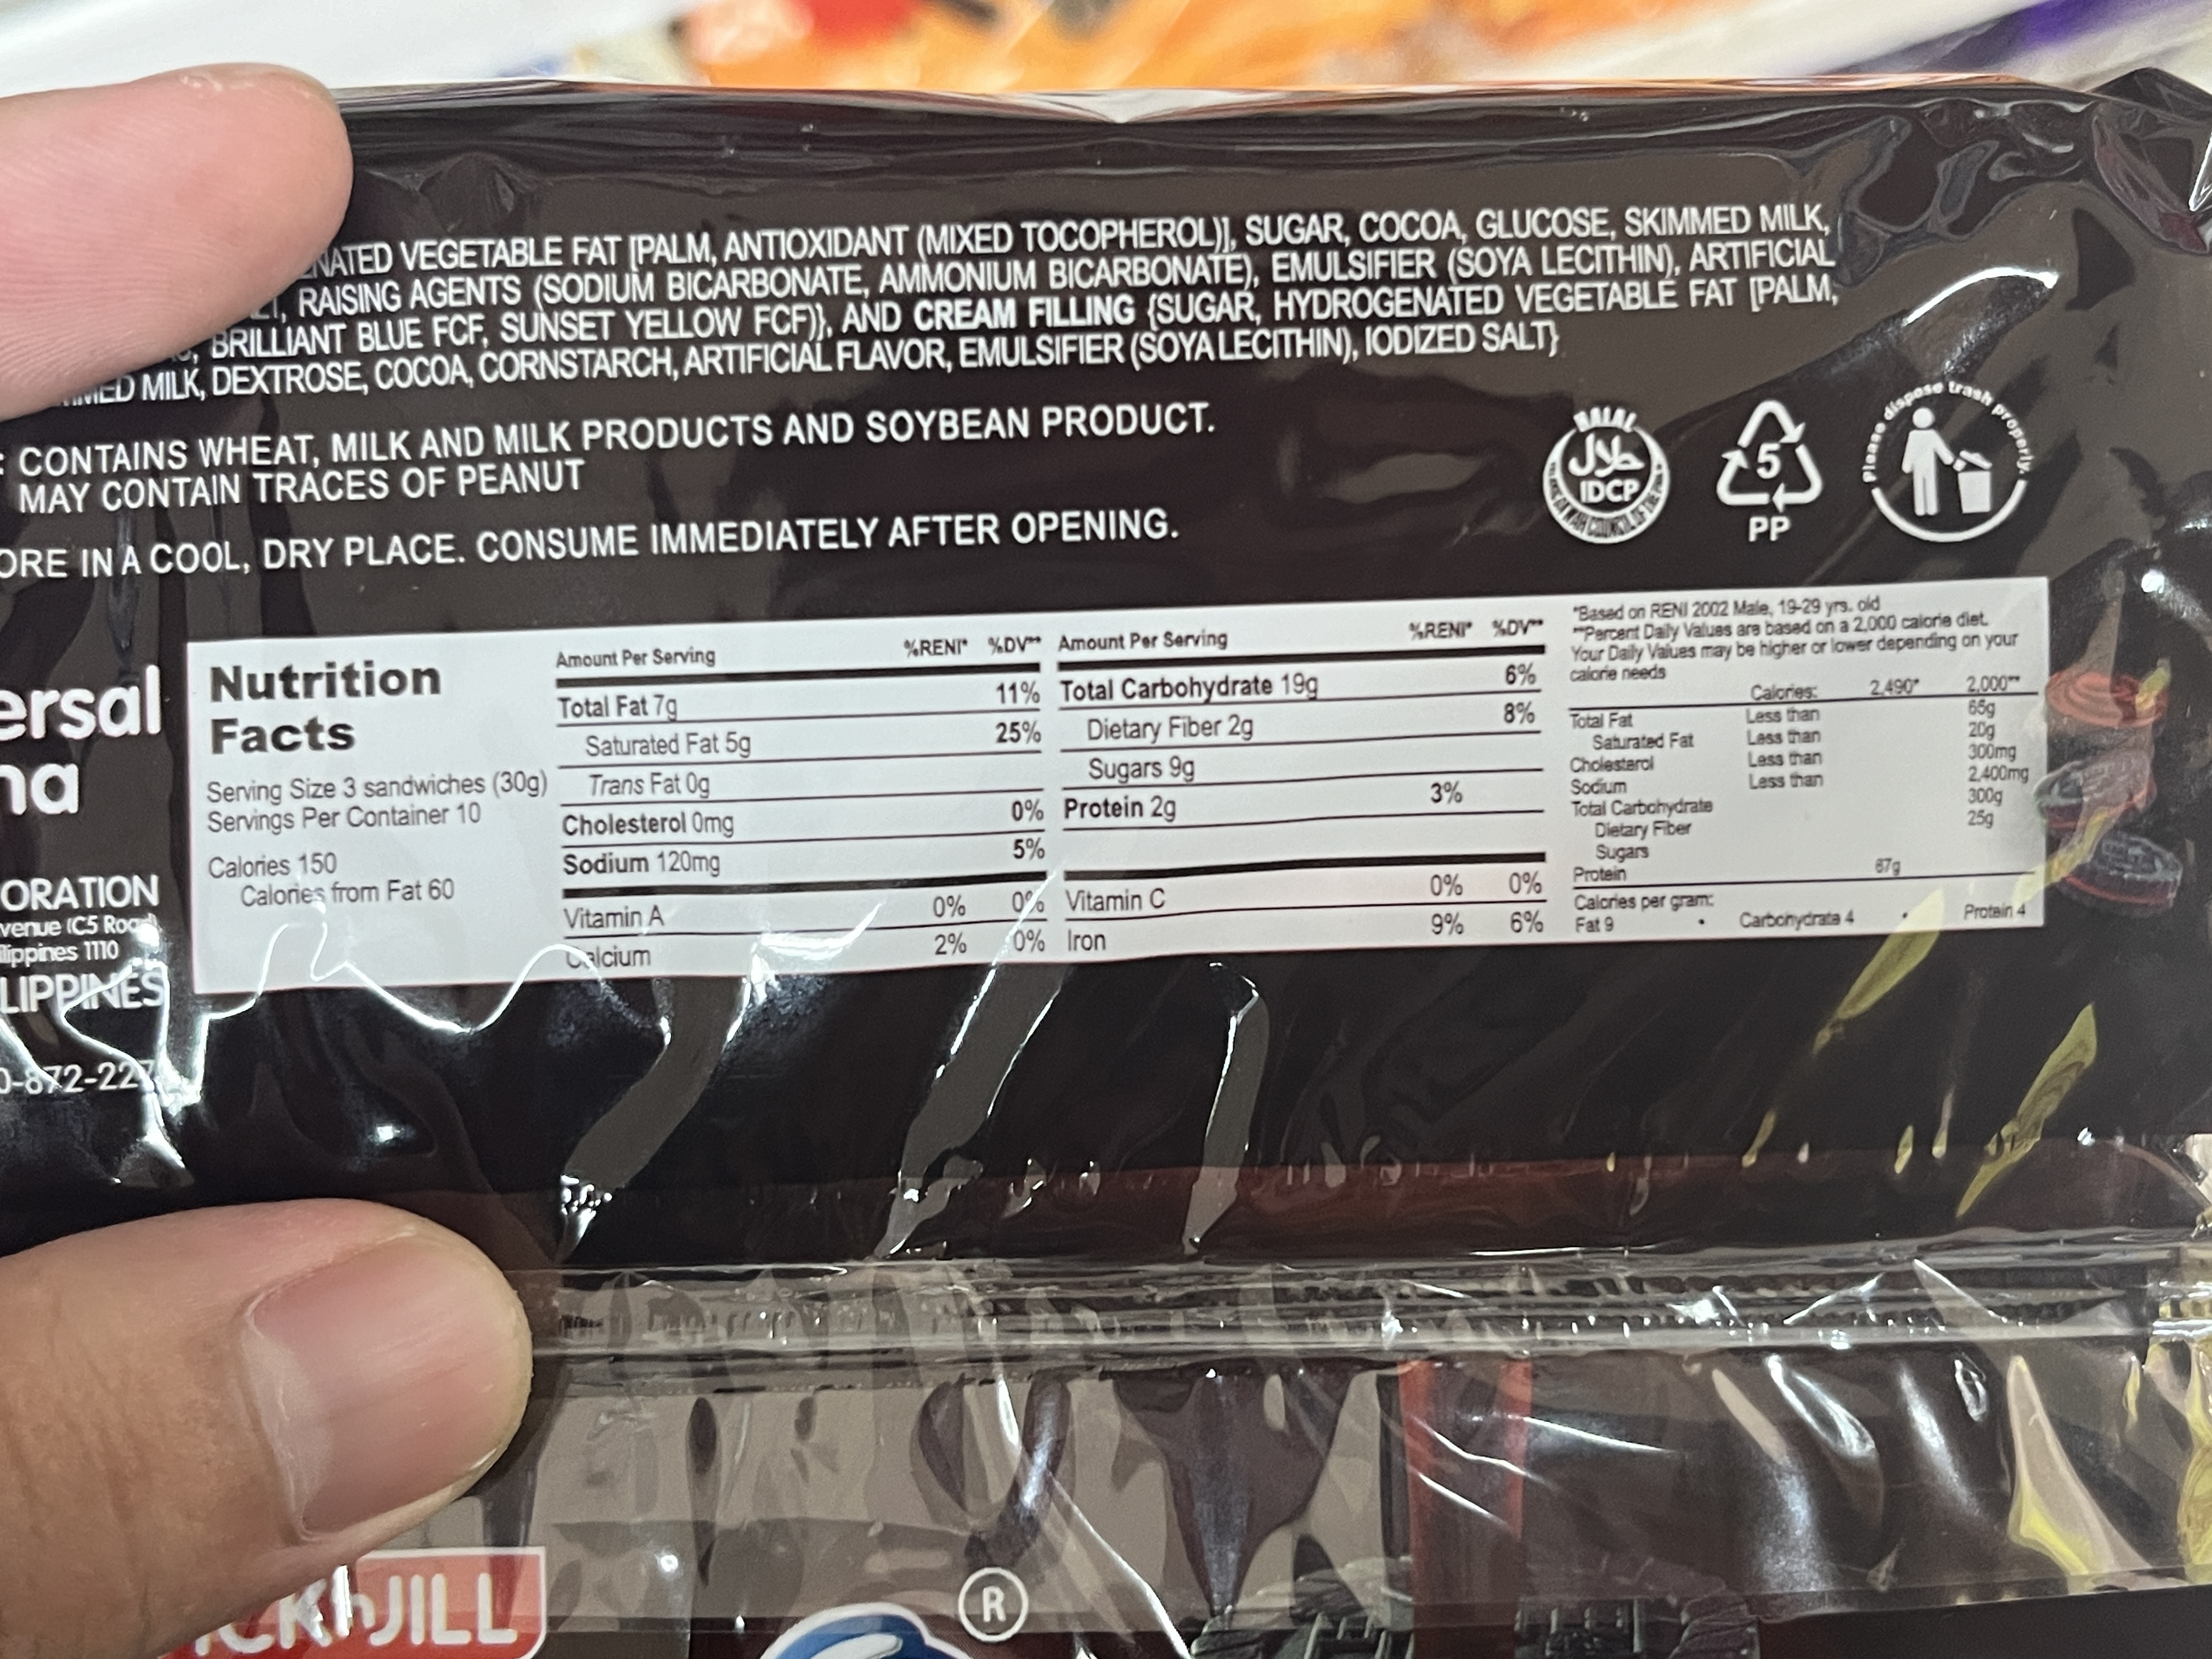 ENATED VEGETABLE FAT [PALM, ANTIOXIDANT (MIXED TOCOPHEROL)], SUGAR, COCOA, GLUCOSE, SKIMMED MILK,
RAISING AGENTS (SODIUM BICARBONATE, AMMONIUM BICARBONATE), EMULSIFIER (SOYA LECITHIN), ARTIFICIAL
BRILLIANT BLUE FCF, SUNSET YELLOW FCF)}, AND CREAM FILLING {SUGAR, HYDROGENATED VEGETABLE FAT [PALM,
MILK, DEXTROSE, COCOA, CORNSTARCH, ARTIFICIAL FLAVOR, EMULSIFIER (SOYA LECITHIN), IODIZED SALT}
: CONTAINS WHEAT, MILK AND MILK PRODUCTS AND SOYBEAN PRODUCT.
MAY CONTAIN TRACES OF PEANUT
ORE IN A COOL, DRY PLACE. CONSUME IMMEDIATELY AFTER OPENING.
IDCP
5
PP
Please dispose trash properly.
ersal
na
ORATION
venue (C5 Road
lippines 1110
LIPPINES
0-872-22
Nutrition
Facts
Serving Size 3 sandwiches (30g)
Servings Per Container 10
Calories 150
Calories from Fat 60
Amount Per Serving %RENI* %DV**
Total Fat 7g 11%
Saturated Fat 5g 25%
Trans Fat 0g
Cholesterol 0mg 0%
Sodium 120mg 5%
Vitamin A 0% 0%
Calcium 2% 0%
Amount Per Serving %RENI* %DV**
Total Carbohydrate 19g 6%
Dietary Fiber 2g 8%
Sugars 9g
Protein 2g 3%
Vitamin C 0% 0%
Iron 9% 6%
*Based on RENI 2002 Male, 19-29 yrs. old
**Percent Daily Values are based on a 2,000 calorie diet.
Your Daily Values may be higher or lower depending on your
calorie needs
Calories: 2,490* 2,000**
Total Fat Less than 65g
Saturated Fat Less than 20g
Cholesterol Less than 300mg
Sodium Less than 2,400mg
Total Carbohydrate 300g
Dietary Fiber 25g
Sugars
Protein 67g
Calories per gram:
Fat 9 • Carbohydrate 4 • Protein 4
JILL
®